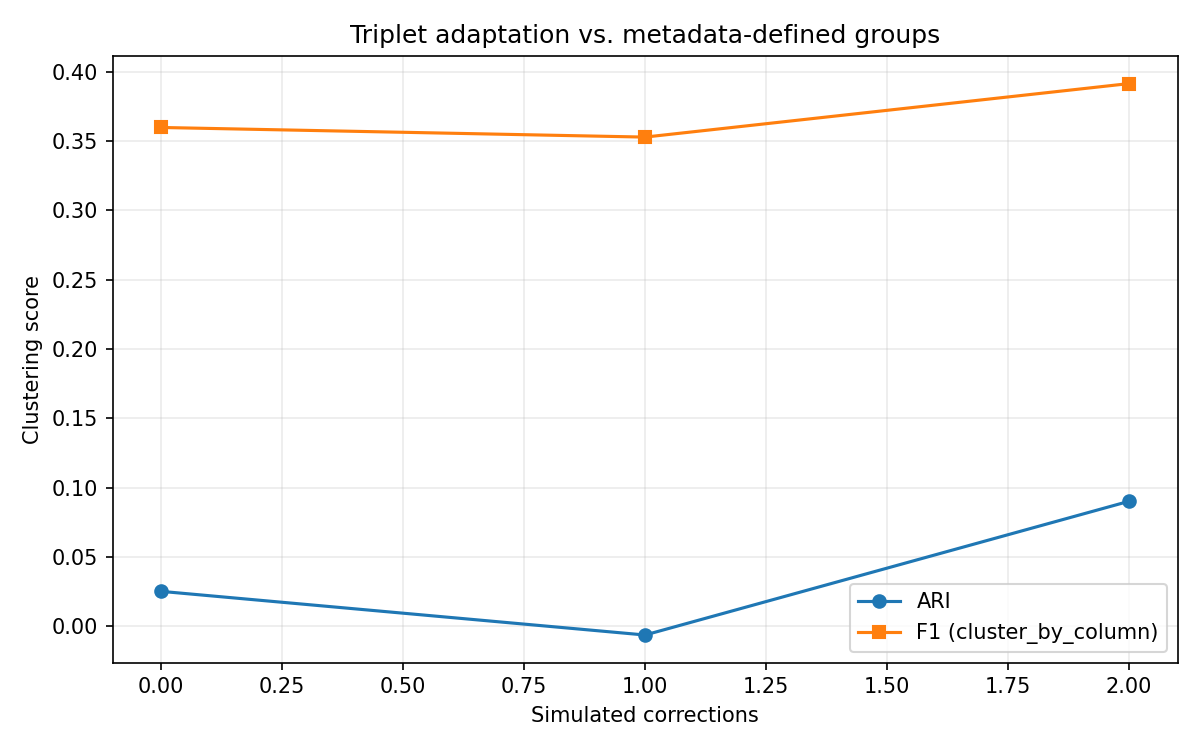 Triplet adaptation vs. metadata-defined groups
Clustering score
0.40
0.35
0.30
0.25
0.20
0.15
0.10
0.05
0.00
ARI
F1 (cluster_by_column)
0.00 0.25 0.50 0.75 1.00 1.25 1.50 1.75 2.00
Simulated corrections